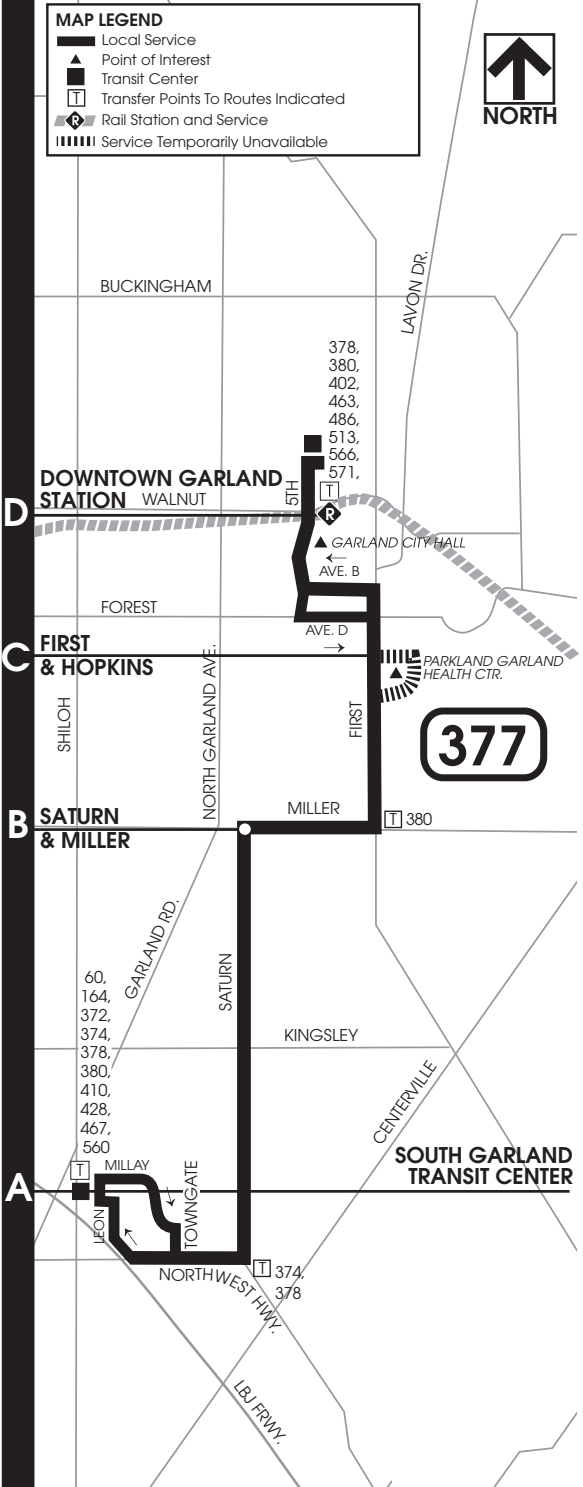 MAP LEGEND
Local Service
Point of Interest
Transit Center
T Transfer Points To Routes Indicated
R Rail Station and Service
Service Temporarily Unavailable
NORTH
LAVON DR.
BUCKINGHAM
378,
380,
402,
463,
486,
513,
566,
571,
T
5TH
D
DOWNTOWN GARLAND
STATION
WALNUT
R
GARLAND CITY HALL
AVE. B
FOREST
AVE. D
C
FIRST
& HOPKINS
PARKLAND GARLAND
HEALTH CTR.
SHILOH
NORTH GARLAND AVE.
FIRST
377
B
SATURN
& MILLER
MILLER
T 380
GARLAND RD.
SATURN
60,
164,
372,
374,
378,
380,
410,
428,
467,
560
T
KINGSLEY
CENTERVILLE
A
SOUTH GARLAND
TRANSIT CENTER
MILLAY
TOWNGATE
LEON
NORTHWEST HWY.
T 374,
378
LBJ FRWY.